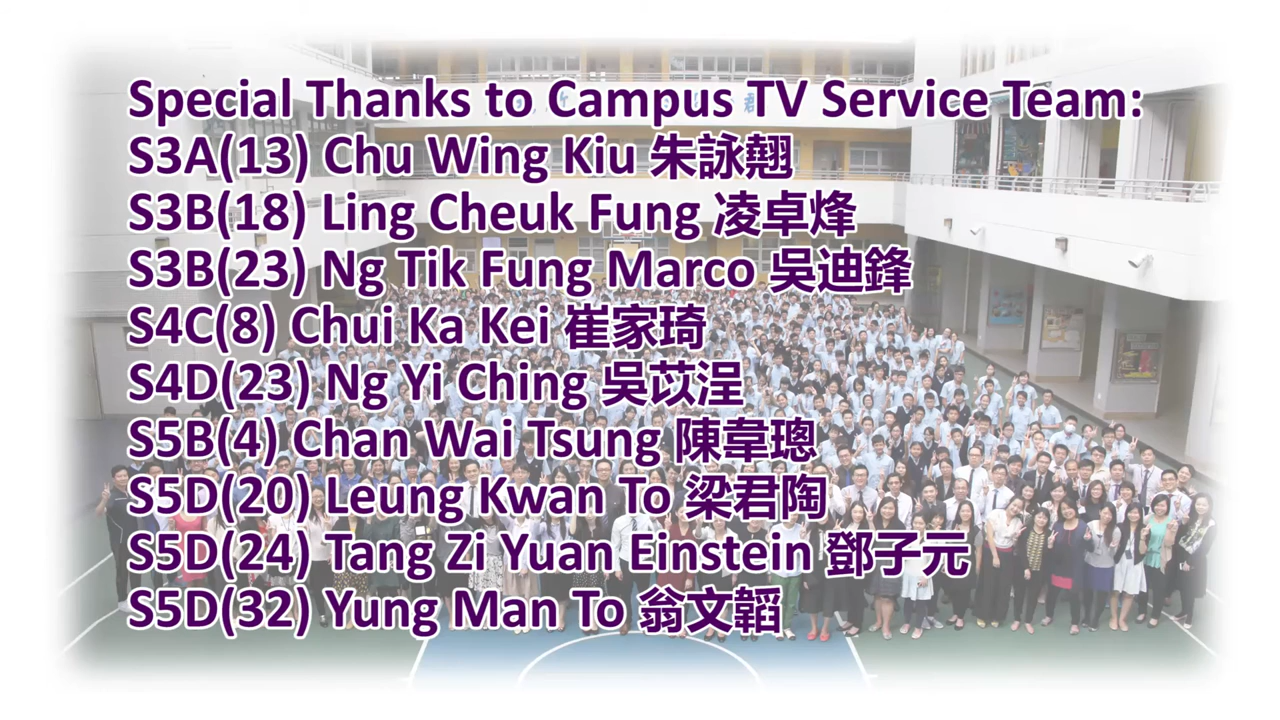 Special Thanks to Campus TV Service Team:
S3A(13) Chu Wing Kiu 朱詠翹
S3B(18) Ling Cheuk Fung 凌卓烽
S3B(23) Ng Tik Fung Marco 吳迪鋒
S4C(8) Chui Ka Kei 崔家琦
S4D(23) Ng Yi Ching 吳苡浧
S5B(4) Chan Wai Tsung 陳韋璁
S5D(20) Leung Kwan To 梁君陶
S5D(24) Tang Zi Yuan Einstein 鄧子元
S5D(32) Yung Man To 翁文韜